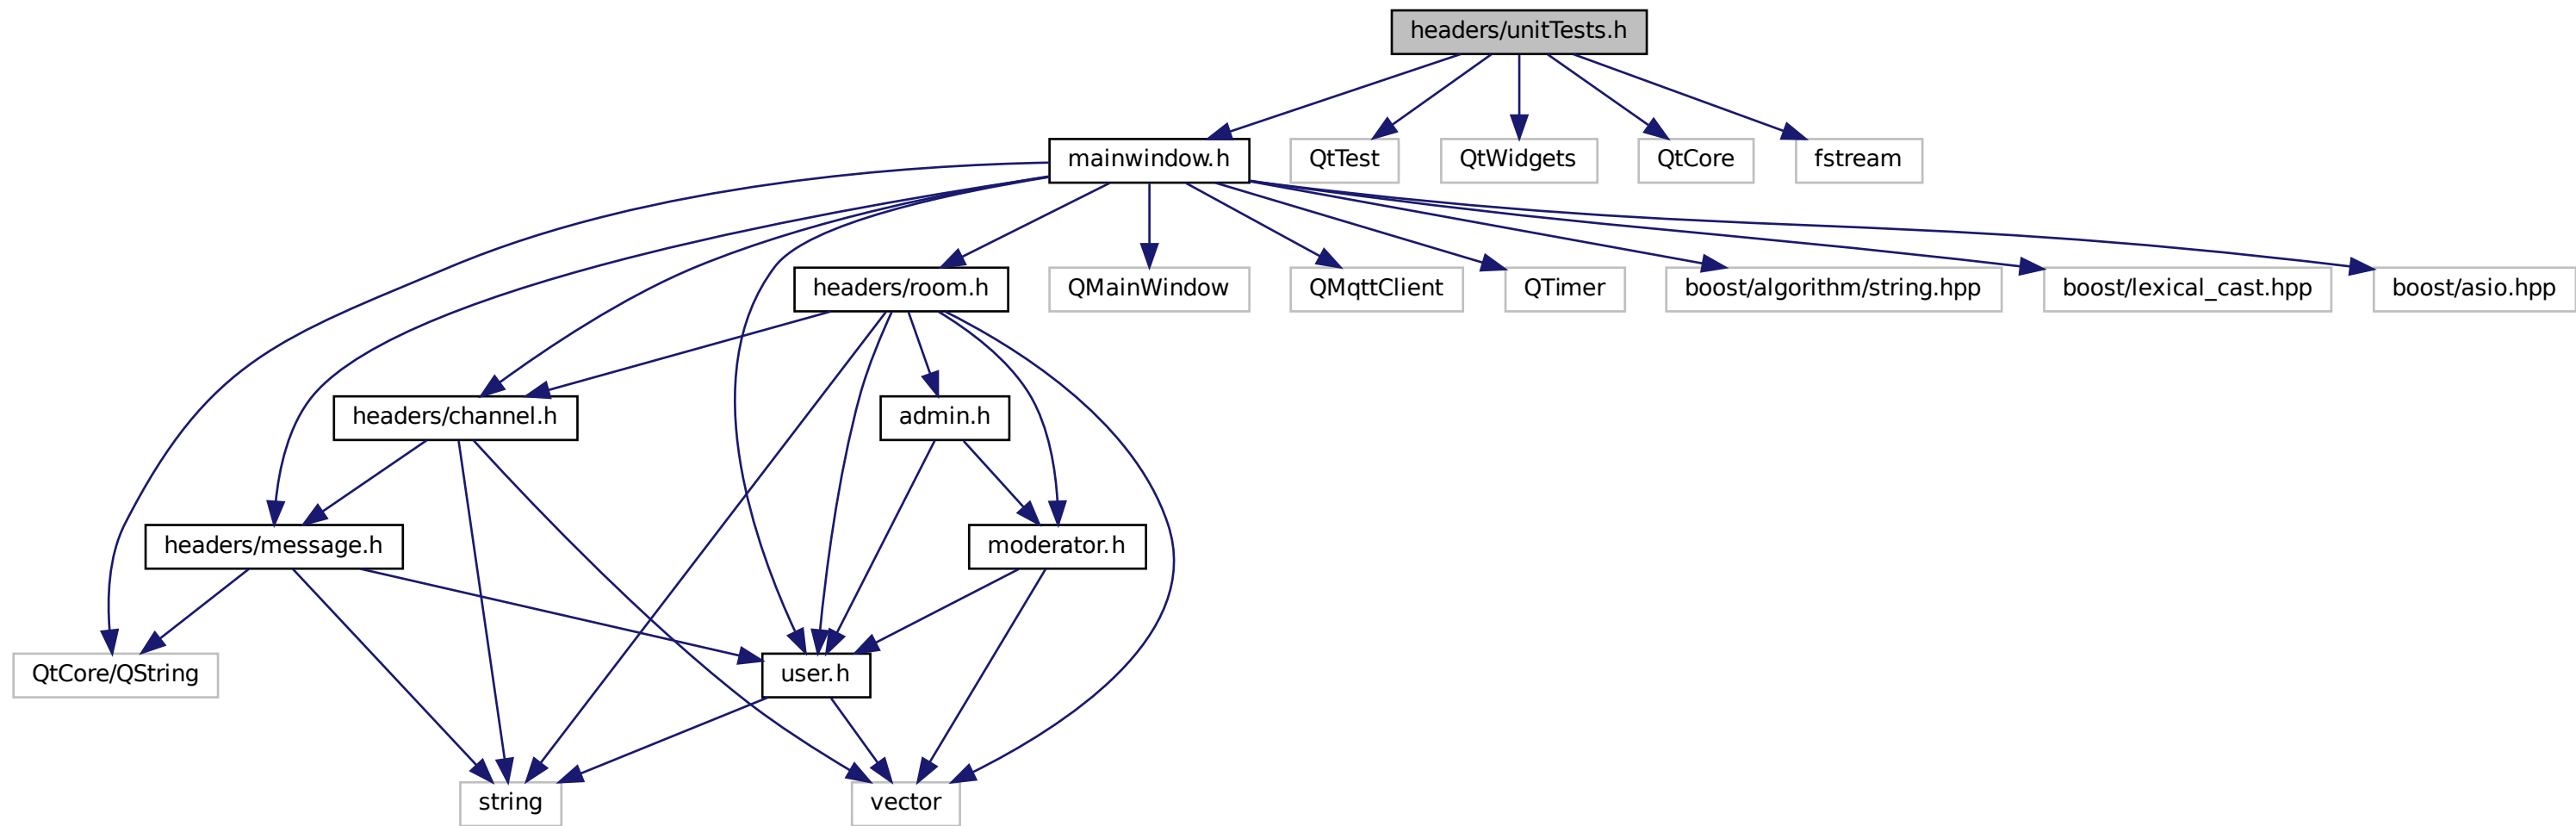 headers/unitTests.h
mainwindow.h
QtTest
QtWidgets
QtCore
fstream
headers/room.h
QMainWindow
QMqttClient
QTimer
boost/algorithm/string.hpp
boost/lexical_cast.hpp
boost/asio.hpp
headers/channel.h
admin.h
headers/message.h
moderator.h
QtCore/QString
user.h
string
vector